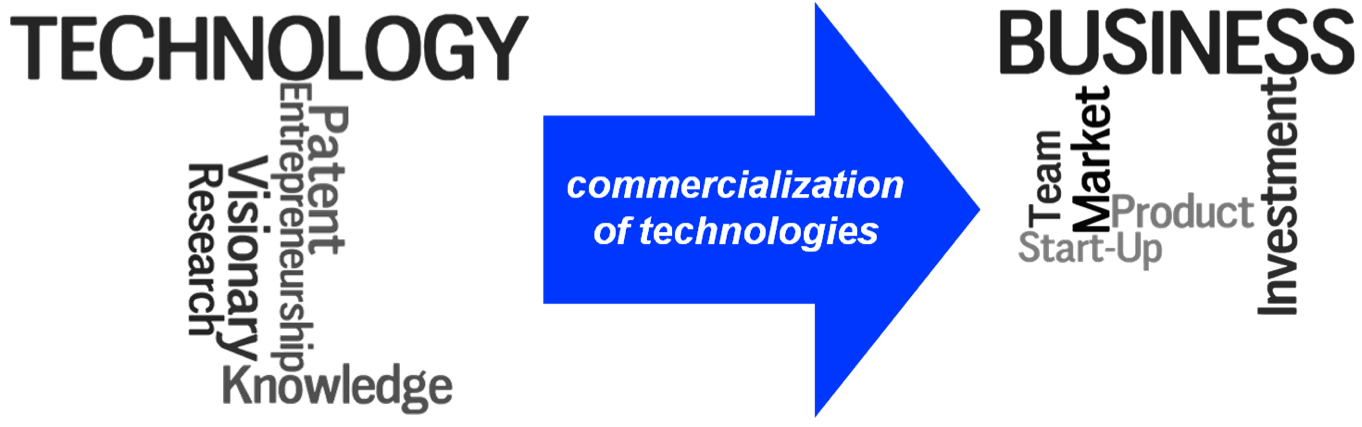 TECHNOLOGY
Patent
Entrepreneurship
Visionary
Research
Knowledge
commercialization
of technologies
BUSINESS
Team
Market
Investment
Product
Start-Up